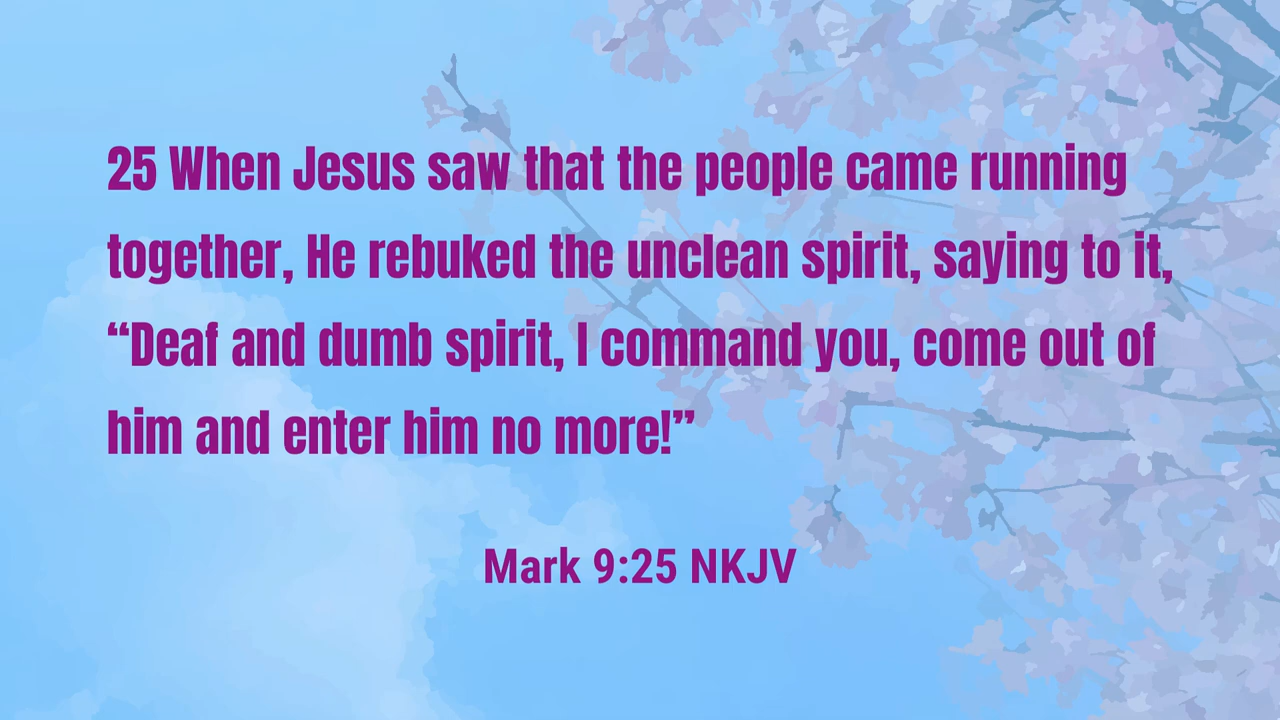 25 When Jesus saw that the people came running
together, He rebuked the unclean spirit, saying to it,
“Deaf and dumb spirit, I command you, come out of
him and enter him no more!”
Mark 9:25 NKJV